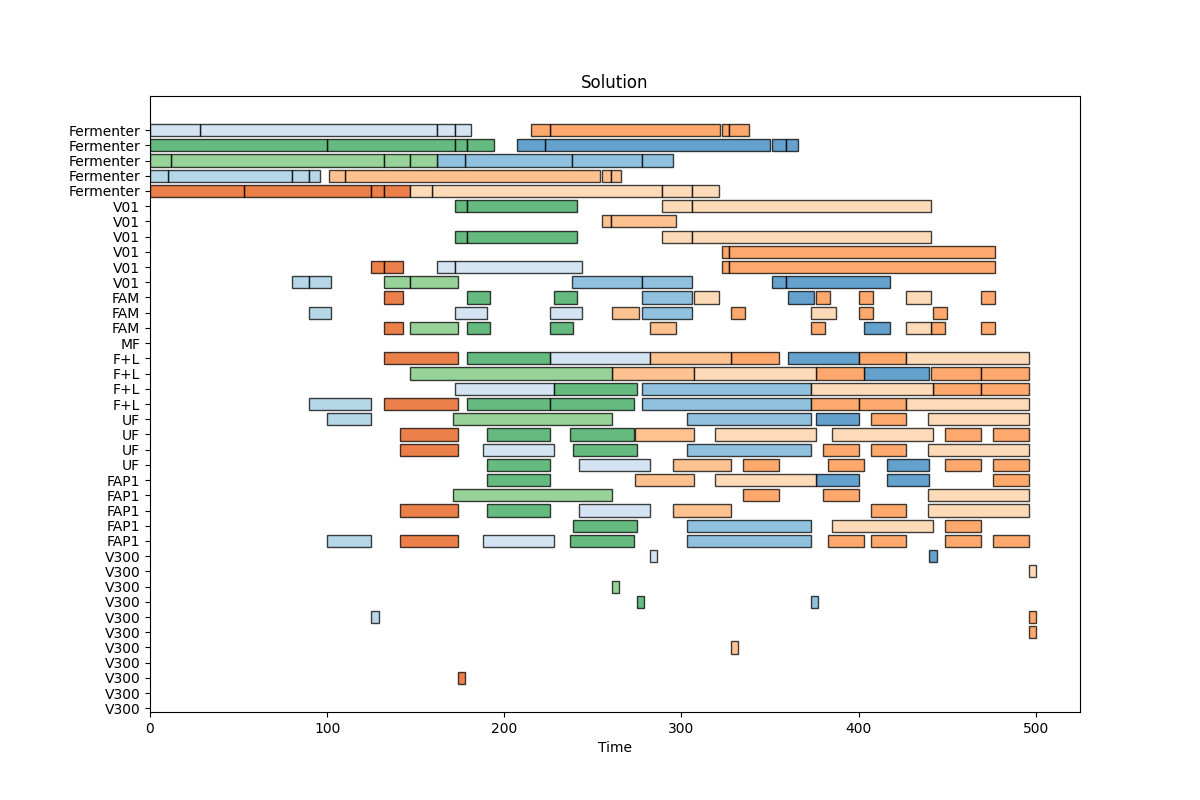 Solution
Fermenter
Fermenter
Fermenter
Fermenter
Fermenter
V01
V01
V01
V01
V01
V01
FAM
FAM
FAM
MF
F+L
F+L
F+L
F+L
UF
UF
UF
UF
FAP1
FAP1
FAP1
FAP1
FAP1
V300
V300
V300
V300
V300
V300
V300
V300
V300
V300
V300
0 100 200 300 400 500
Time